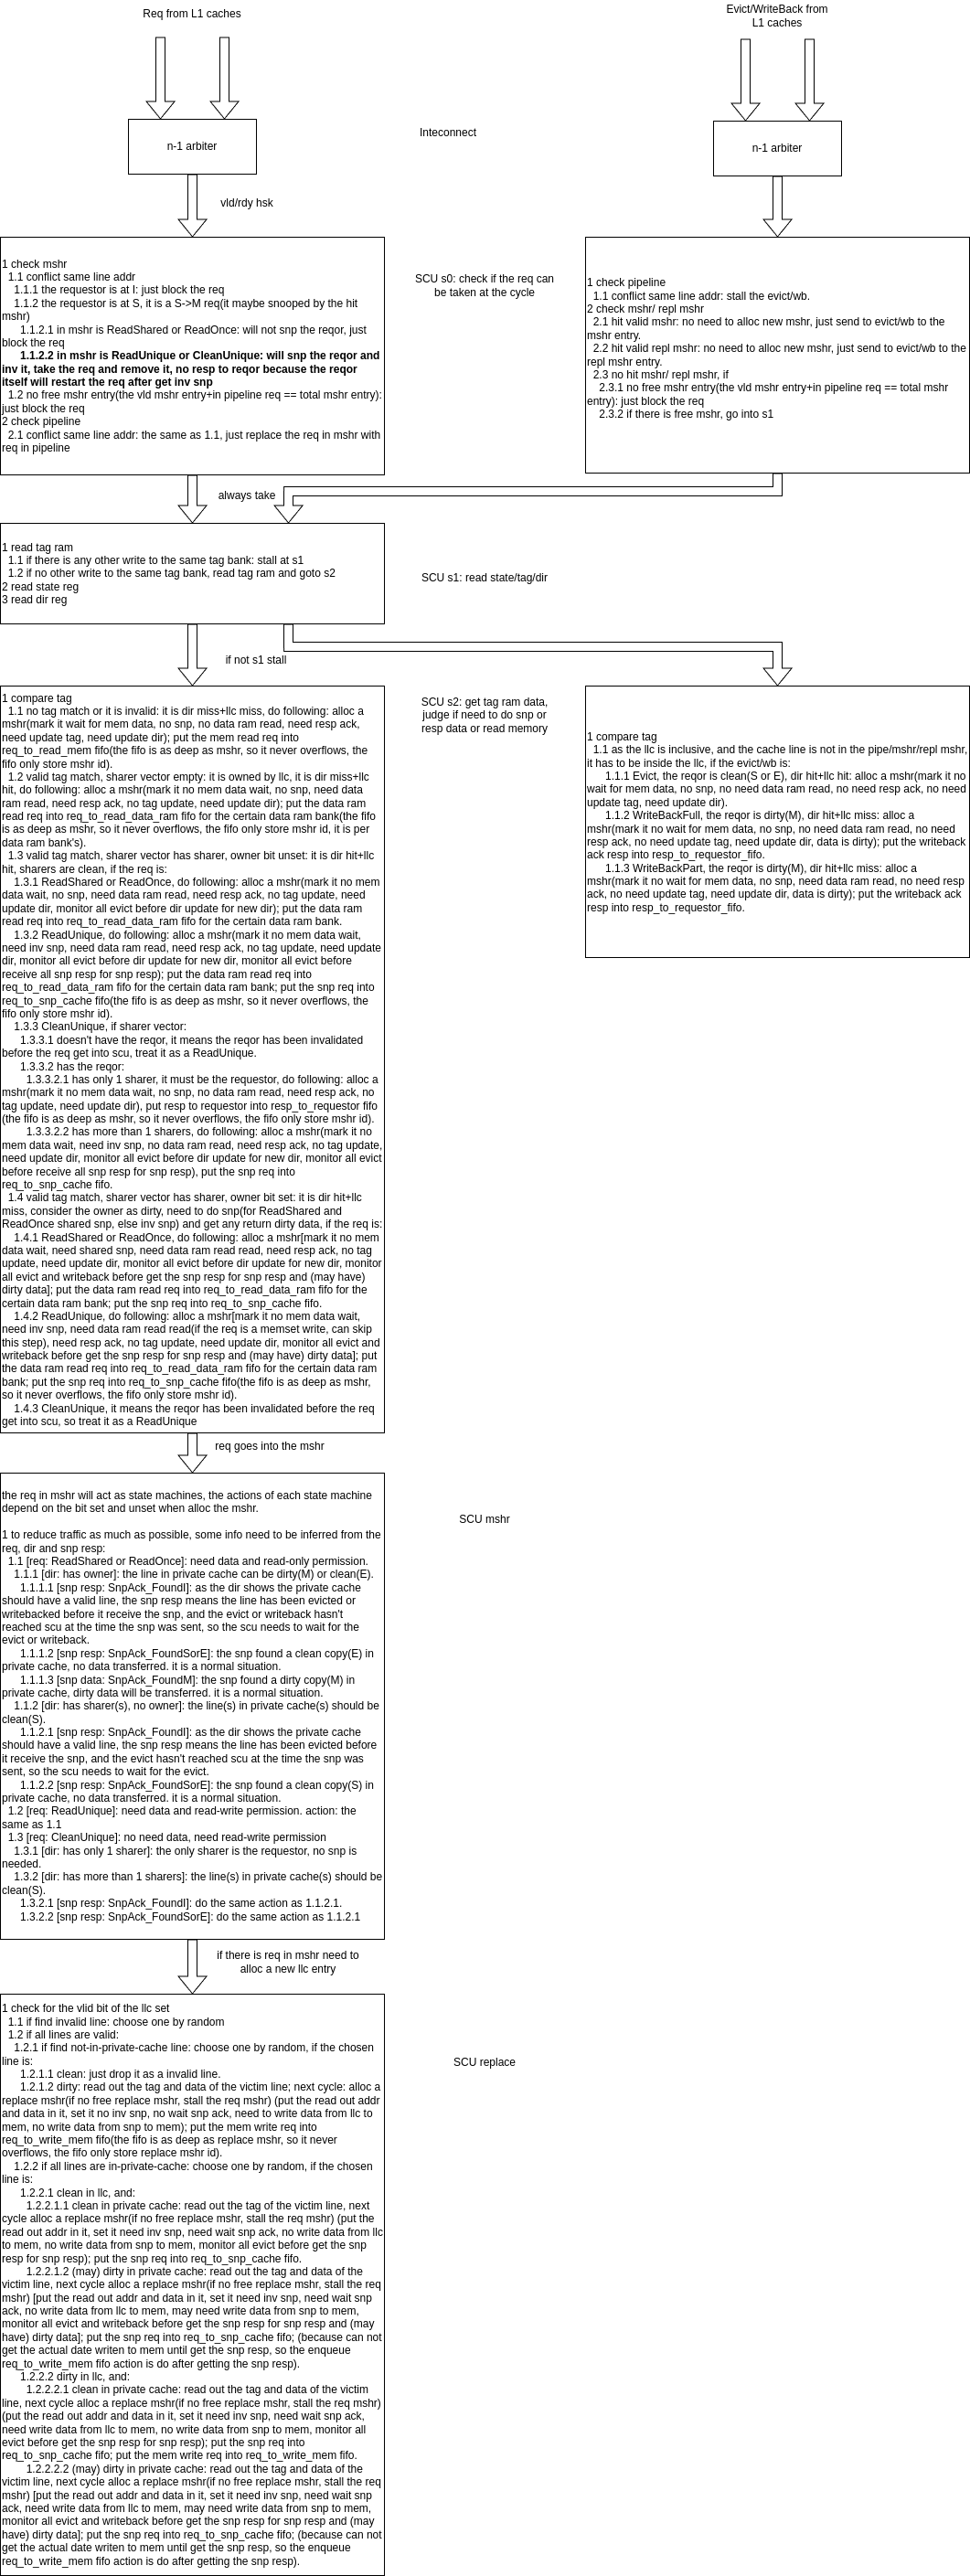 Req from L1 caches
Evict/WriteBack from
L1 caches
n-1 arbiter
Inteconnect
n-1 arbiter
vld/rdy hsk
1 check mshr
1.1 conflict same line addr
1.1.1 the requestor is at I: just block the req
1.1.2 the requestor is at S, it is a S->M req(it maybe snooped by the hit
mshr)
1.1.2.1 in mshr is ReadShared or ReadOnce: will not snp the reqor, just
block the req
1.1.2.2 in mshr is ReadUnique or CleanUnique: will snp the reqor and
inv it, take the req and remove it, no resp to reqor because the reqor
itself will restart the req after get inv snp
1.2 no free mshr entry(the vld mshr entry+in pipeline req == total mshr entry):
just block the req
2 check pipeline
2.1 conflict same line addr: the same as 1.1, just replace the req in mshr with
req in pipeline
SCU s0: check if the req can
be taken at the cycle
1 check pipeline
1.1 conflict same line addr: stall the evict/wb.
2 check mshr/ repl mshr
2.1 hit valid mshr: no need to alloc new mshr, just send to evict/wb to the
mshr entry.
2.2 hit valid repl mshr: no need to alloc new mshr, just send to evict/wb to the
repl mshr entry.
2.3 no hit mshr/ repl mshr, if
2.3.1 no free mshr entry(the vld mshr entry+in pipeline req == total mshr
entry): just block the req
2.3.2 if there is free mshr, go into s1
always take
1 read tag ram
1.1 if there is any other write to the same tag bank: stall at s1
1.2 if no other write to the same tag bank, read tag ram and goto s2
2 read state reg
3 read dir reg
SCU s1: read state/tag/dir
if not s1 stall
1 compare tag
1.1 no tag match or it is invalid: it is dir miss+llc miss, do following: alloc a
mshr(mark it wait for mem data, no snp, no data ram read, need resp ack,
need update tag, need update dir); put the mem read req into
req_to_read_mem fifo(the fifo is as deep as mshr, so it never overflows, the
fifo only store mshr id).
1.2 valid tag match, sharer vector empty: it is owned by llc, it is dir miss+llc
hit, do following: alloc a mshr(mark it no mem data wait, no snp, need data
ram read, need resp ack, no tag update, need update dir); put the data ram
read req into req_to_read_data_ram fifo for the certain data ram bank(the fifo
is as deep as mshr, so it never overflows, the fifo only store mshr id, it is per
data ram bank's).
1.3 valid tag match, sharer vector has sharer, owner bit unset: it is dir hit+llc
hit, sharers are clean, if the req is:
1.3.1 ReadShared or ReadOnce, do following: alloc a mshr(mark it no mem
data wait, no snp, need data ram read, need resp ack, no tag update, need
update dir, monitor all evict before dir update for new dir); put the data ram
read req into req_to_read_data_ram fifo for the certain data ram bank.
1.3.2 ReadUnique, do following: alloc a mshr(mark it no mem data wait,
need inv snp, need data ram read, need resp ack, no tag update, need update
dir, monitor all evict before dir update for new dir, monitor all evict before
receive all snp resp for snp resp); put the data ram read req into
req_to_read_data_ram fifo for the certain data ram bank; put the snp req into
req_to_snp_cache fifo(the fifo is as deep as mshr, so it never overflows, the
fifo only store mshr id).
1.3.3 CleanUnique, if sharer vector:
1.3.3.1 doesn't have the reqor, it means the reqor has been invalidated
before the req get into scu, treat it as a ReadUnique.
1.3.3.2 has the reqor:
1.3.3.2.1 has only 1 sharer, it must be the requestor, do following: alloc a
mshr(mark it no mem data wait, no snp, no data ram read, need resp ack, no
tag update, need update dir), put resp to requestor into resp_to_requestor fifo
(the fifo is as deep as mshr, so it never overflows, the fifo only store mshr id).
1.3.3.2.2 has more than 1 sharers, do following: alloc a mshr(mark it no
mem data wait, need inv snp, no data ram read, need resp ack, no tag update,
need update dir, monitor all evict before dir update for new dir, monitor all evict
before receive all snp resp for snp resp), put the snp req into
req_to_snp_cache fifo.
1.4 valid tag match, sharer vector has sharer, owner bit set: it is dir hit+llc
miss, consider the owner as dirty, need to do snp(for ReadShared and
ReadOnce shared snp, else inv snp) and get any return dirty data, if the req is:
1.4.1 ReadShared or ReadOnce, do following: alloc a mshr[mark it no mem
data wait, need shared snp, need data ram read read, need resp ack, no tag
update, need update dir, monitor all evict before dir update for new dir, monitor
all evict and writeback before get the snp resp for snp resp and (may have)
dirty data]; put the data ram read req into req_to_read_data_ram fifo for the
certain data ram bank; put the snp req into req_to_snp_cache fifo.
1.4.2 ReadUnique, do following: alloc a mshr[mark it no mem data wait,
need inv snp, need data ram read read(if the req is a memset write, can skip
this step), need resp ack, no tag update, need update dir, monitor all evict and
writeback before get the snp resp for snp resp and (may have) dirty data]; put
the data ram read req into req_to_read_data_ram fifo for the certain data ram
bank; put the snp req into req_to_snp_cache fifo(the fifo is as deep as mshr,
so it never overflows, the fifo only store mshr id).
1.4.3 CleanUnique, it means the reqor has been invalidated before the req
get into scu, so treat it as a ReadUnique
SCU s2: get tag ram data,
judge if need to do snp or
resp data or read memory
1 compare tag
1.1 as the llc is inclusive, and the cache line is not in the pipe/mshr/repl mshr,
it has to be inside the llc, if the evict/wb is:
1.1.1 Evict, the reqor is clean(S or E), dir hit+llc hit: alloc a mshr(mark it no
wait for mem data, no snp, no need data ram read, no need resp ack, no need
update tag, need update dir).
1.1.2 WriteBackFull, the reqor is dirty(M), dir hit+llc miss: alloc a
mshr(mark it no wait for mem data, no snp, no need data ram read, no need
resp ack, no need update tag, need update dir, data is dirty); put the writeback
ack resp into resp_to_requestor_fifo.
1.1.3 WriteBackPart, the reqor is dirty(M), dir hit+llc miss: alloc a
mshr(mark it no wait for mem data, no snp, need data ram read, no need resp
ack, no need update tag, need update dir, data is dirty); put the writeback ack
resp into resp_to_requestor_fifo.
req goes into the mshr
the req in mshr will act as state machines, the actions of each state machine
depend on the bit set and unset when alloc the mshr.
1 to reduce traffic as much as possible, some info need to be inferred from the
req, dir and snp resp:
1.1 [req: ReadShared or ReadOnce]: need data and read-only permission.
1.1.1 [dir: has owner]: the line in private cache can be dirty(M) or clean(E).
1.1.1.1 [snp resp: SnpAck_FoundI]: as the dir shows the private cache
should have a valid line, the snp resp means the line has been evicted or
writebacked before it receive the snp, and the evict or writeback hasn't
reached scu at the time the snp was sent, so the scu needs to wait for the
evict or writeback.
1.1.1.2 [snp resp: SnpAck_FoundSorE]: the snp found a clean copy(E) in
private cache, no data transferred. it is a normal situation.
1.1.1.3 [snp data: SnpAck_FoundM]: the snp found a dirty copy(M) in
private cache, dirty data will be transferred. it is a normal situation.
1.1.2 [dir: has sharer(s), no owner]: the line(s) in private cache(s) should be
clean(S).
1.1.2.1 [snp resp: SnpAck_FoundI]: as the dir shows the private cache
should have a valid line, the snp resp means the line has been evicted before
it receive the snp, and the evict hasn't reached scu at the time the snp was
sent, so the scu needs to wait for the evict.
1.1.2.2 [snp resp: SnpAck_FoundSorE]: the snp found a clean copy(S) in
private cache, no data transferred. it is a normal situation.
1.2 [req: ReadUnique]: need data and read-write permission. action: the
same as 1.1
1.3 [req: CleanUnique]: no need data, need read-write permission
1.3.1 [dir: has only 1 sharer]: the only sharer is the requestor, no snp is
needed.
1.3.2 [dir: has more than 1 sharers]: the line(s) in private cache(s) should be
clean(S).
1.3.2.1 [snp resp: SnpAck_FoundI]: do the same action as 1.1.2.1.
1.3.2.2 [snp resp: SnpAck_FoundSorE]: do the same action as 1.1.2.1
SCU mshr
if there is req in mshr need to
alloc a new llc entry
1 check for the vlid bit of the llc set
1.1 if find invalid line: choose one by random
1.2 if all lines are valid:
1.2.1 if find not-in-private-cache line: choose one by random, if the chosen
line is:
1.2.1.1 clean: just drop it as a invalid line.
1.2.1.2 dirty: read out the tag and data of the victim line; next cycle: alloc a
replace mshr(if no free replace mshr, stall the req mshr) (put the read out addr
and data in it, set it no inv snp, no wait snp ack, need to write data from llc to
mem, no write data from snp to mem); put the mem write req into
req_to_write_mem fifo(the fifo is as deep as replace mshr, so it never
overflows, the fifo only store replace mshr id).
1.2.2 if all lines are in-private-cache: choose one by random, if the chosen
line is:
1.2.2.1 clean in llc, and:
1.2.2.1.1 clean in private cache: read out the tag of the victim line, next
cycle alloc a replace mshr(if no free replace mshr, stall the req mshr) (put the
read out addr in it, set it need inv snp, need wait snp ack, no write data from llc
to mem, no write data from snp to mem, monitor all evict before get the snp
resp for snp resp); put the snp req into req_to_snp_cache fifo.
1.2.2.1.2 (may) dirty in private cache: read out the tag and data of the
victim line, next cycle alloc a replace mshr(if no free replace mshr, stall the req
mshr) [put the read out addr and data in it, set it need inv snp, need wait snp
ack, no write data from llc to mem, may need write data from snp to mem,
monitor all evict and writeback before get the snp resp for snp resp and (may
have) dirty data]; put the snp req into req_to_snp_cache fifo; (because can not
get the actual date writen to mem until get the snp resp, so the enqueue
req_to_write_mem fifo action is do after getting the snp resp).
1.2.2.2 dirty in llc, and:
1.2.2.2.1 clean in private cache: read out the tag and data of the victim
line, next cycle alloc a replace mshr(if no free replace mshr, stall the req mshr)
(put the read out addr and data in it, set it need inv snp, need wait snp ack,
need write data from llc to mem, no write data from snp to mem, monitor all
evict before get the snp resp for snp resp); put the snp req into
req_to_snp_cache fifo; put the mem write req into req_to_write_mem fifo.
1.2.2.2.2 (may) dirty in private cache: read out the tag and data of the
victim line, next cycle alloc a replace mshr(if no free replace mshr, stall the req
mshr) [put the read out addr and data in it, set it need inv snp, need wait snp
ack, need write data from llc to mem, may need write data from snp to mem,
monitor all evict and writeback before get the snp resp for snp resp and (may
have) dirty data]; put the snp req into req_to_snp_cache fifo; (because can not
get the actual date writen to mem until get the snp resp, so the enqueue
req_to_write_mem fifo action is do after getting the snp resp).
SCU replace